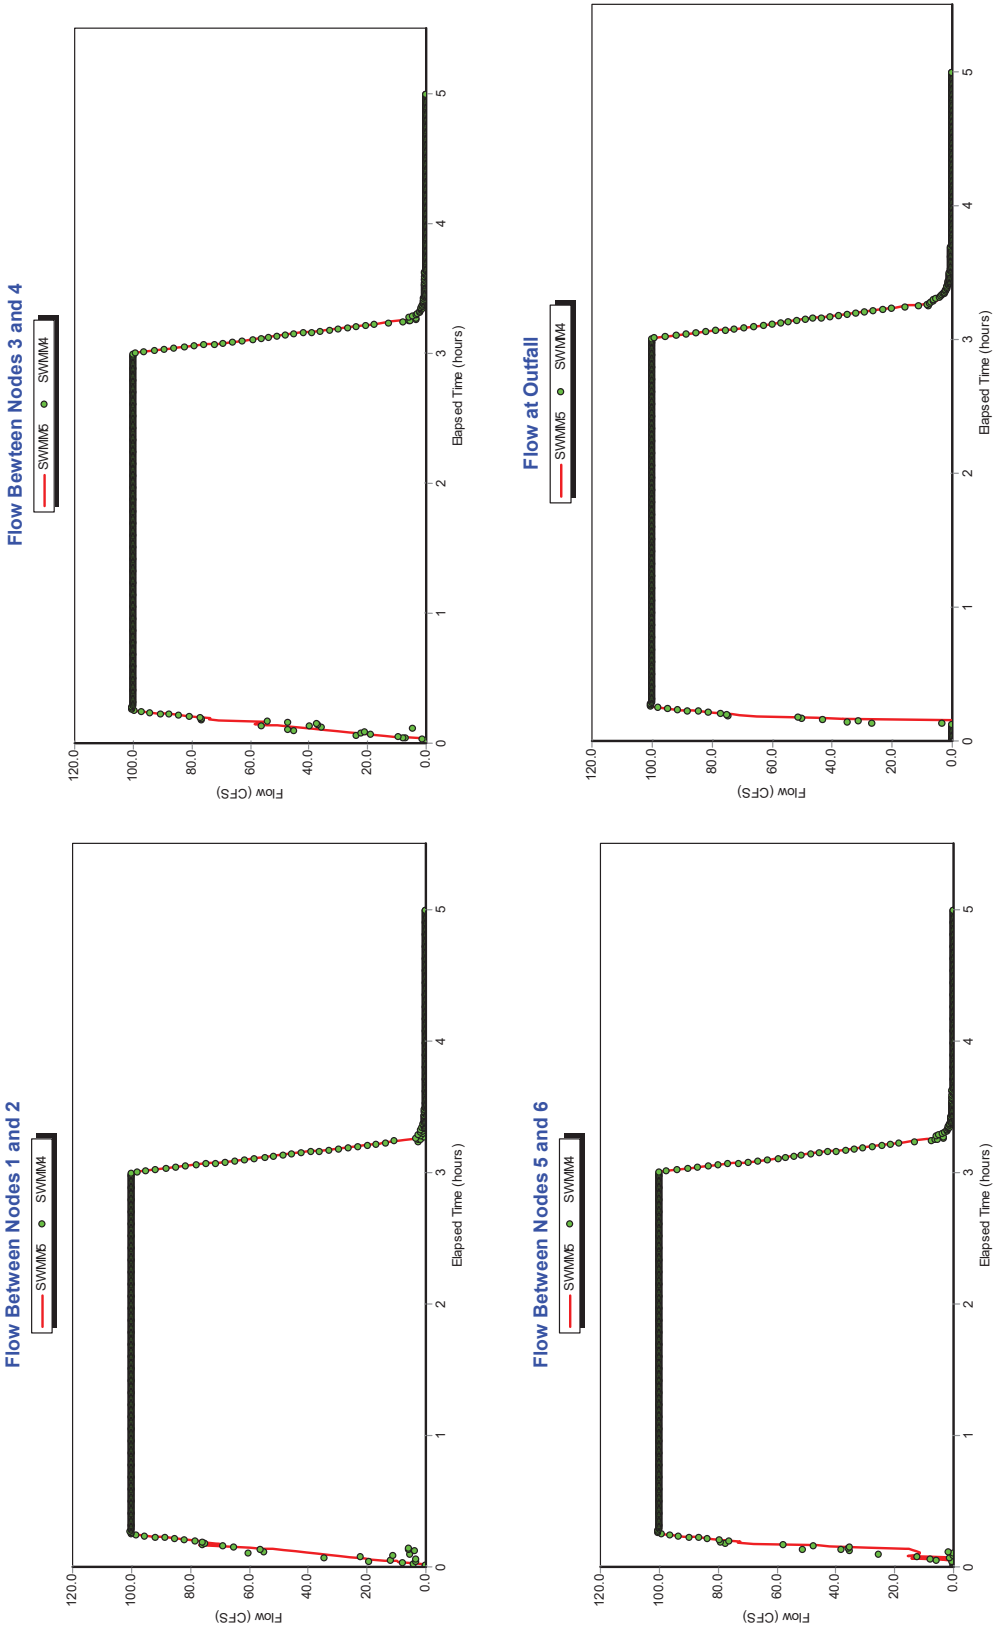 Flow Between Nodes 1 and 2
SWMM5 SWMM4
120.0
100.0
80.0
60.0
40.0
20.0
0.0
Flow (CFS)
0 1 2 3 4 5
Elapsed Time (hours)
Flow Bewteen Nodes 3 and 4
SWMM5 SWMM4
120.0
100.0
80.0
60.0
40.0
20.0
0.0
Flow (CFS)
0 1 2 3 4 5
Elapsed Time (hours)
Flow Between Nodes 5 and 6
SWMM5 SWMM4
120.0
100.0
80.0
60.0
40.0
20.0
0.0
Flow (CFS)
0 1 2 3 4 5
Elapsed Time (hours)
Flow at Outfall
SWMM5 SWMM4
120.0
100.0
80.0
60.0
40.0
20.0
0.0
Flow (CFS)
0 1 2 3 4 5
Elapsed Time (hours)